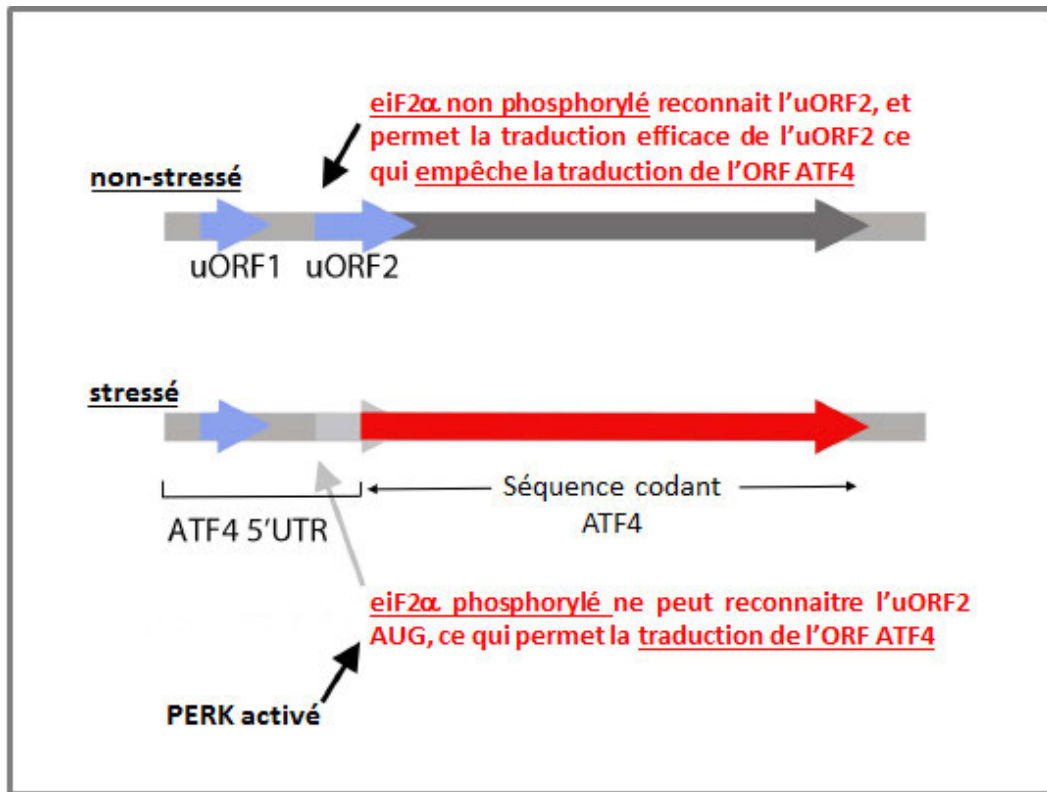 eiF2α non phosphorylé reconnait l'uORF2, et
permet la traduction efficace de l'uORF2 ce
qui empêche la traduction de l'ORF ATF4
non-stressé
uORF1 uORF2
stressé
Séquence codant
ATF4
ATF4 5'UTR
eiF2α phosphorylé ne peut reconnaitre l'uORF2
AUG, ce qui permet la traduction de l'ORF ATF4
PERK activé